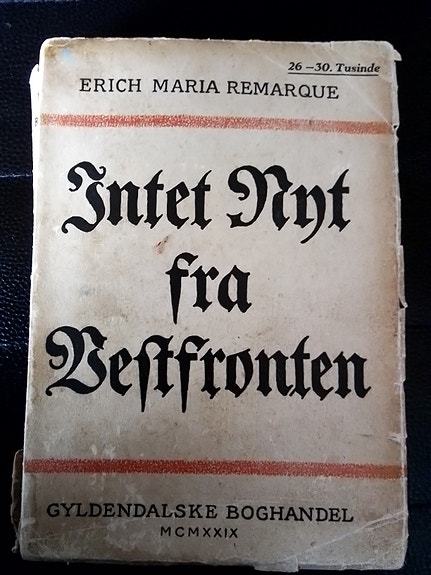 26–30. Tusinde
ERICH MARIA REMARQUE
Intet Nyt
fra
Vestfronten
GYLDENDALSKE BOGHANDEL
MCMXXIX